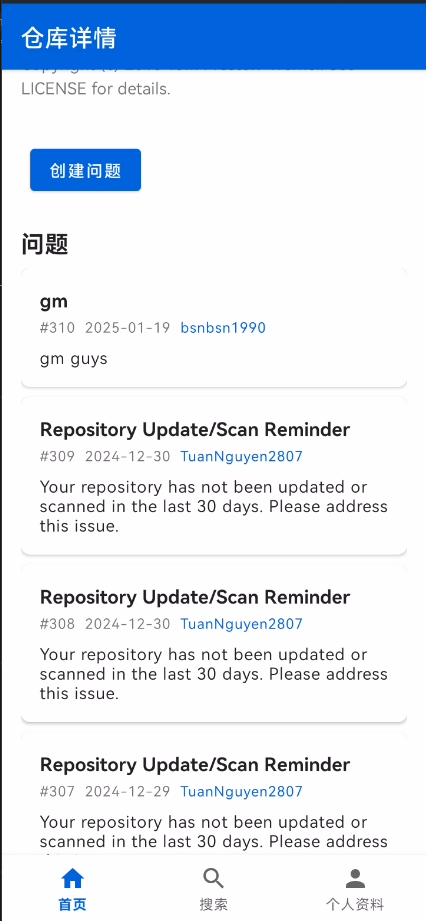 仓库详情
LICENSE for details.
创建问题
问题
gm
#310 2025-01-19 bsnbsn1990
gm guys
Repository Update/Scan Reminder
#309 2024-12-30 TuanNguyen2807
Your repository has not been updated or
scanned in the last 30 days. Please address
this issue.
Repository Update/Scan Reminder
#308 2024-12-30 TuanNguyen2807
Your repository has not been updated or
scanned in the last 30 days. Please address
this issue.
Repository Update/Scan Reminder
#307 2024-12-29 TuanNguyen2807
Your repository has not been updated or
scanned in the last 30 days. Please address
首页
搜索
个人资料